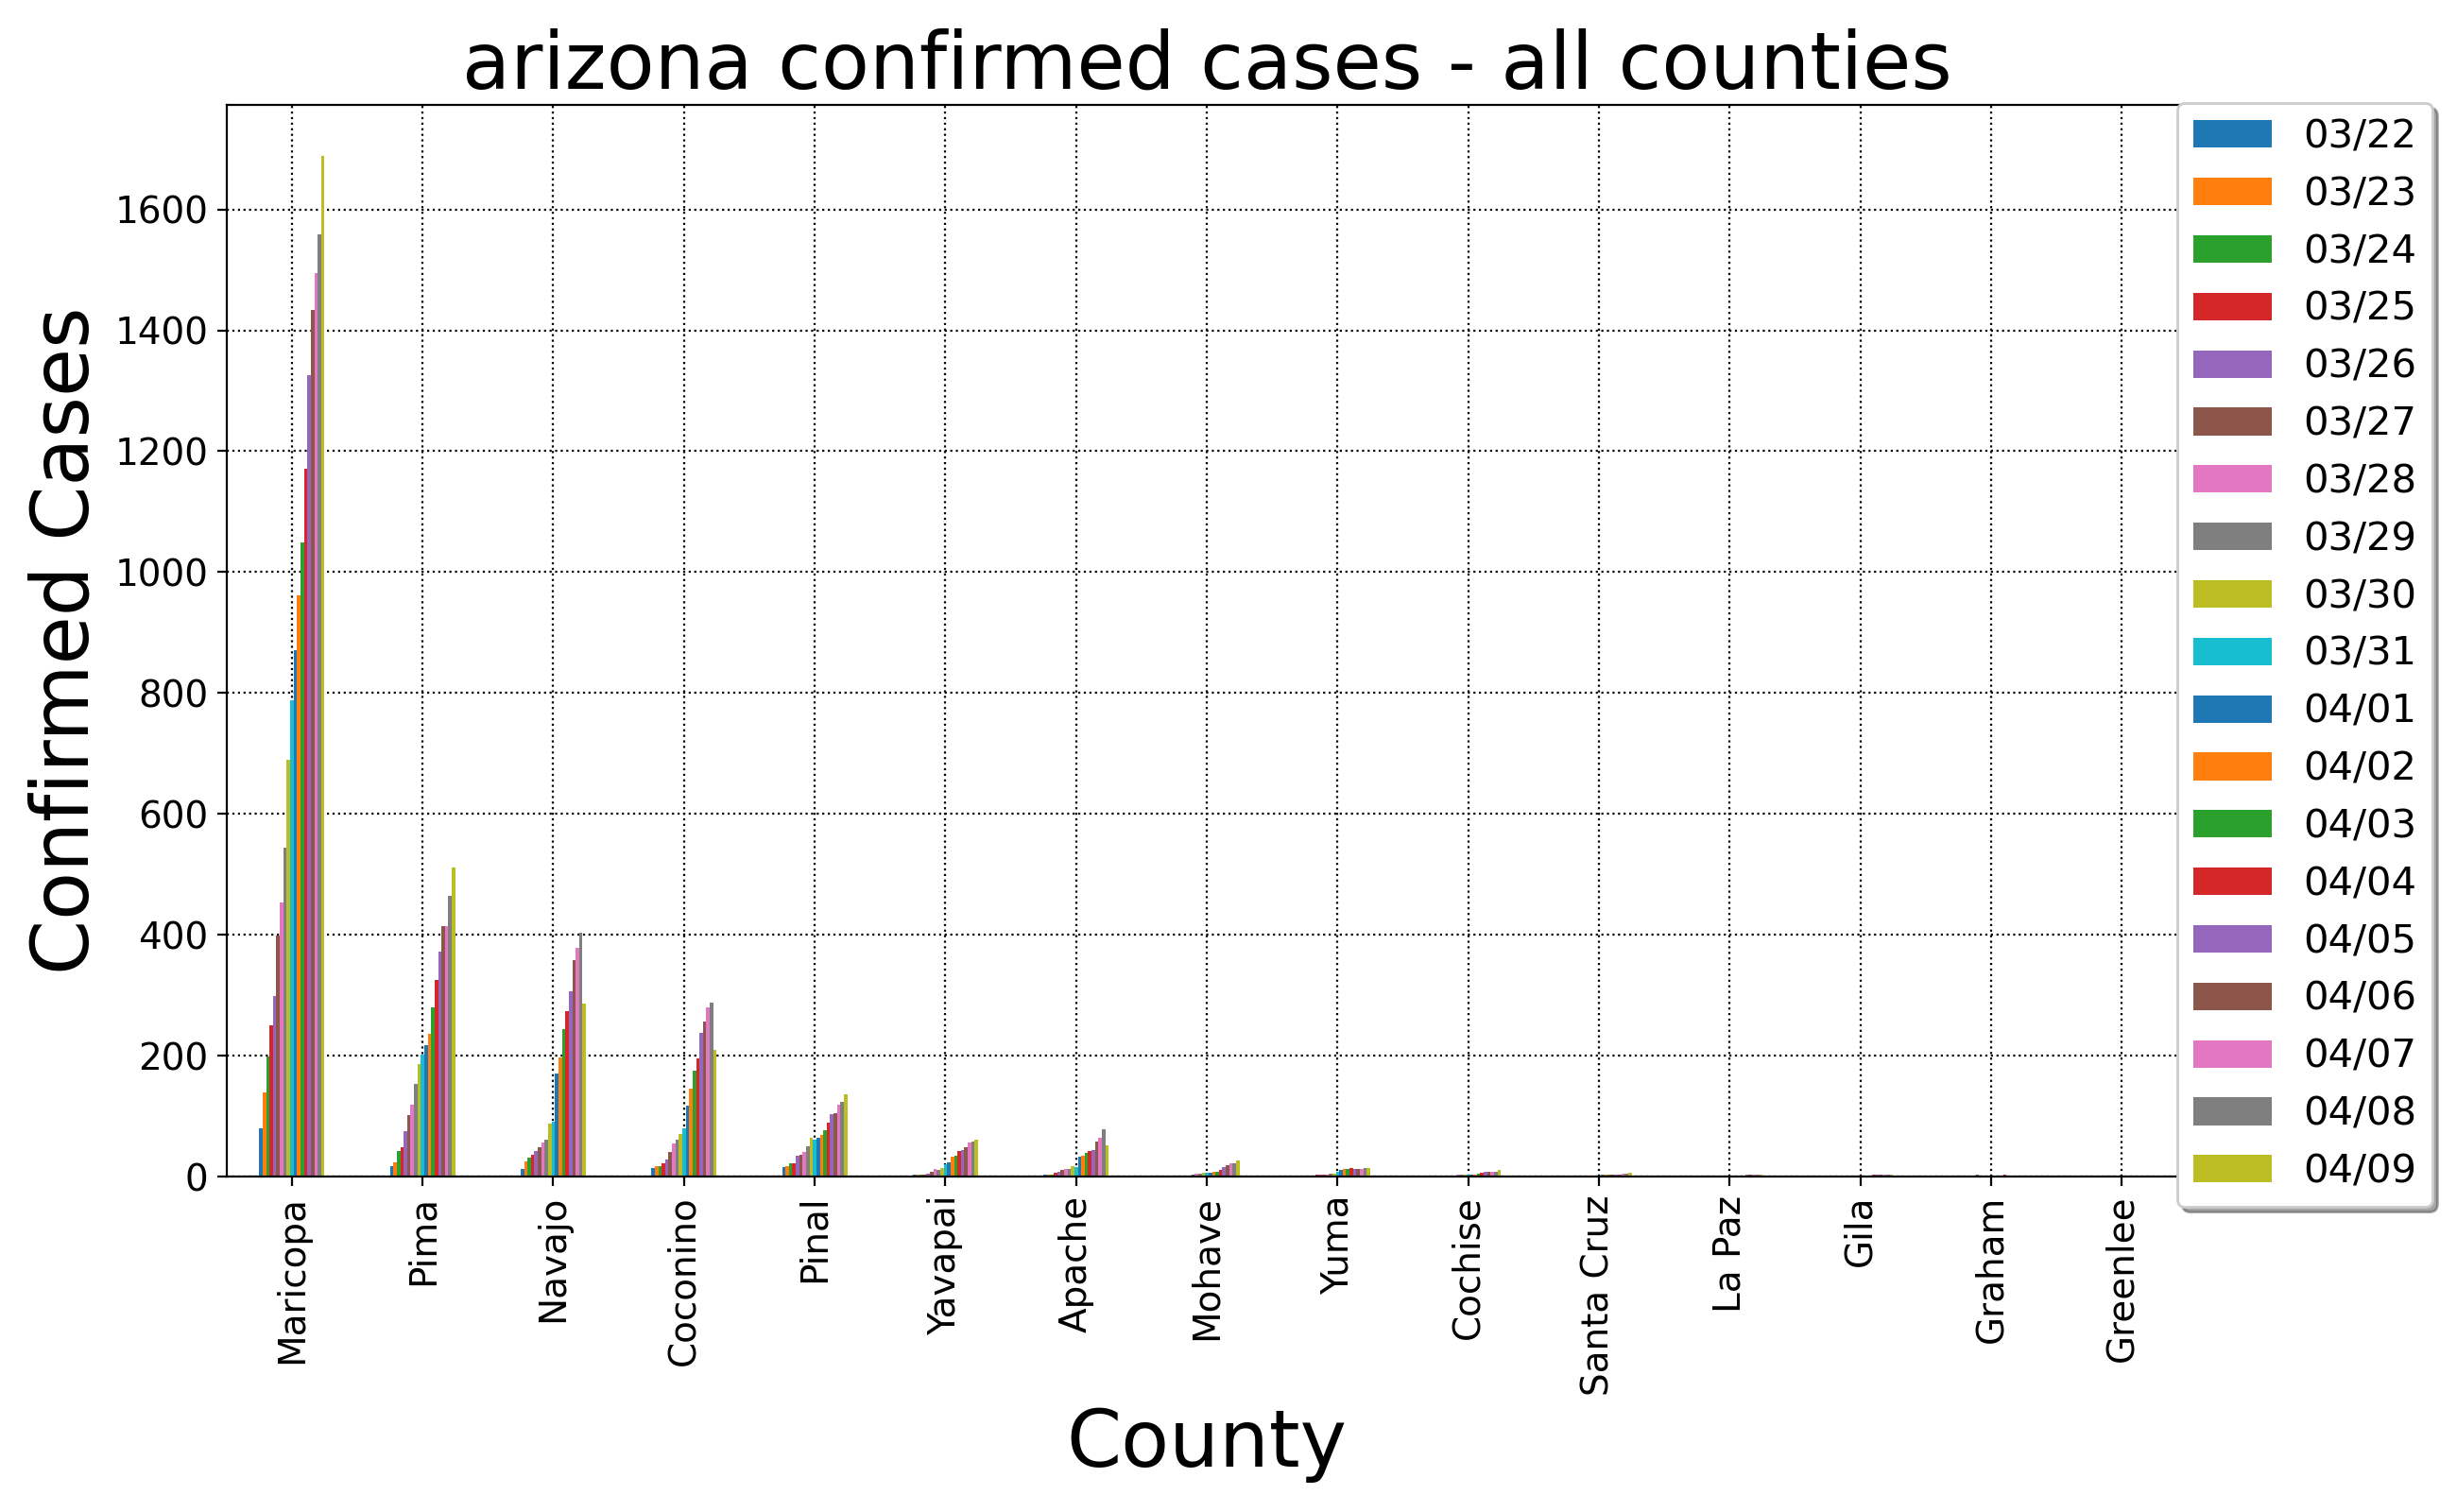 arizona confirmed cases - all counties
Confirmed Cases
1600
1400
1200
1000
800
600
400
200
0
Maricopa
Pima
Navajo
Coconino
Pinal
Yavapai
Apache
Mohave
Yuma
Cochise
Santa Cruz
La Paz
Gila
Graham
Greenlee
County
03/22
03/23
03/24
03/25
03/26
03/27
03/28
03/29
03/30
03/31
04/01
04/02
04/03
04/04
04/05
04/06
04/07
04/08
04/09